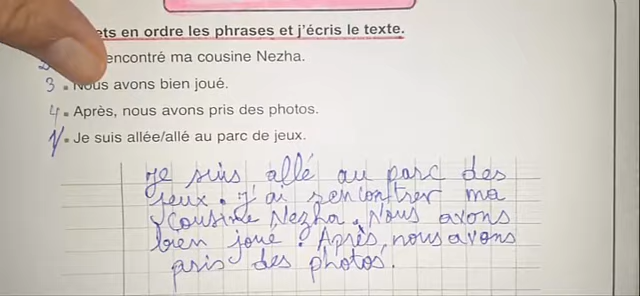 ets en ordre les phrases et j'écris le texte.
encontré ma cousine Nezha.
3 - Nous avons bien joué.
4 - Après, nous avons pris des photos.
1 - Je suis allée/allé au parc de jeux.
Je suis allé au parc des
jeux. J'ai rencontrer ma
cousine Nezha. Nous avons
bien joué. Après, nous avons
pris des photos.